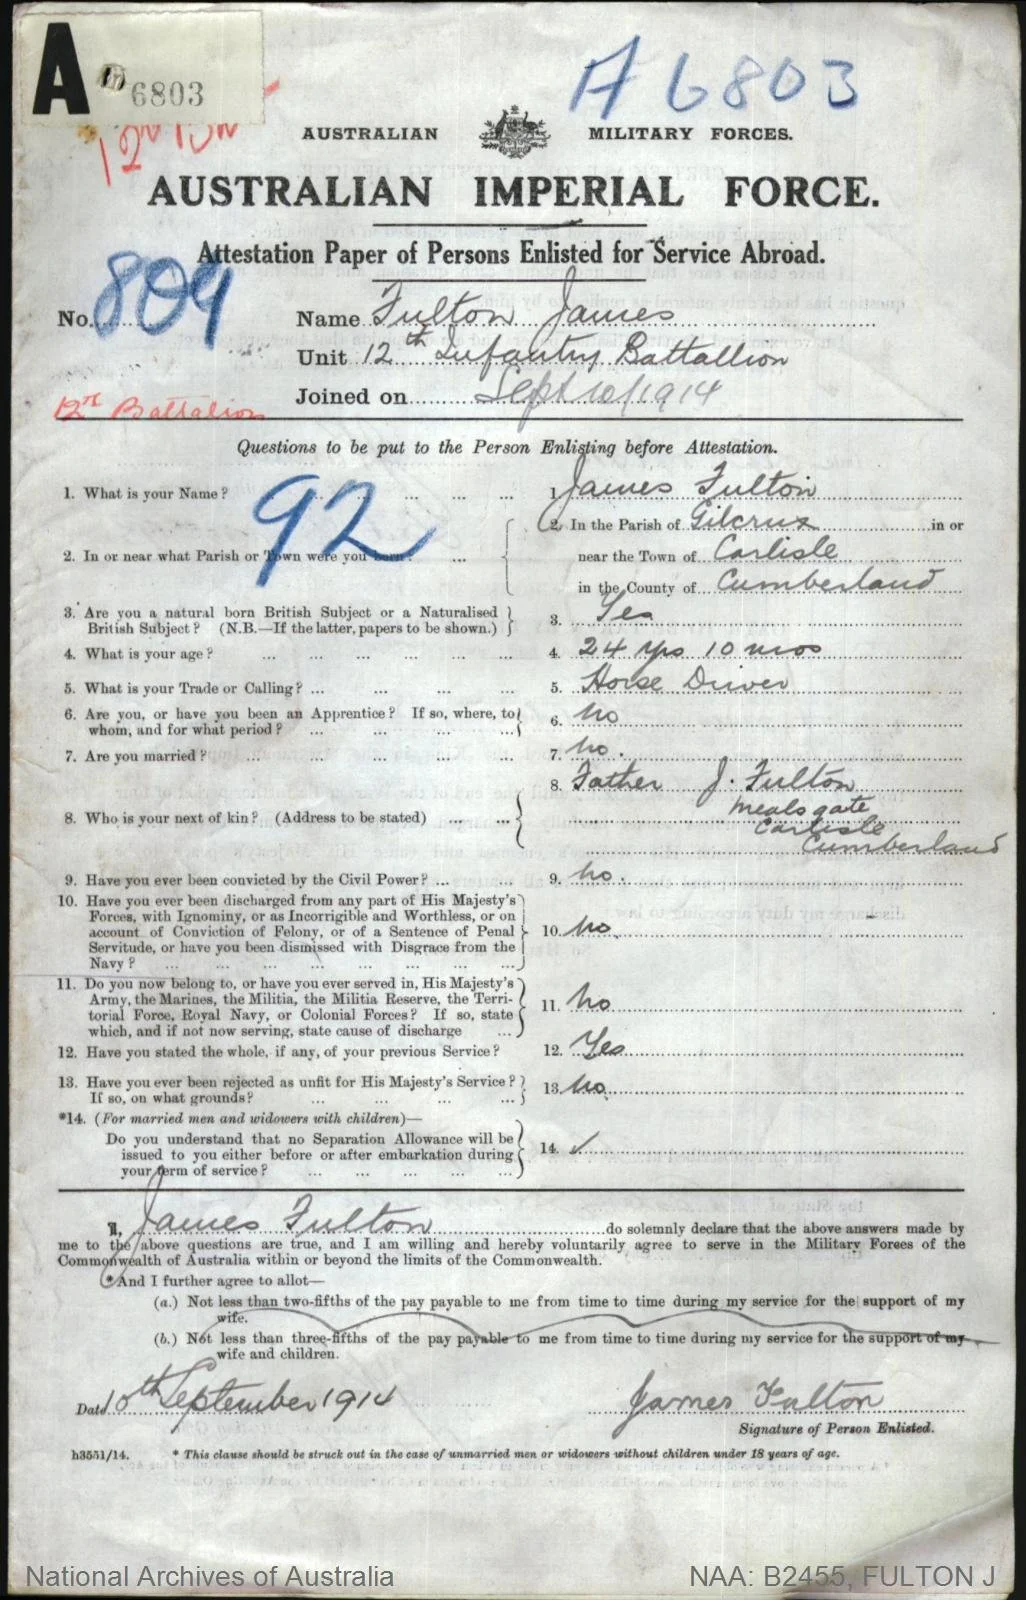 A 6803
A 6803
12th Bn
AUSTRALIAN MILITARY FORCES.
AUSTRALIAN IMPERIAL FORCE.
Attestation Paper of Persons Enlisted for Service Abroad.
No. 809 Name Fulton James
Unit 12th Infantry Battallion
Joined on Sept 10/1914
12th Battalion
Questions to be put to the Person Enlisting before Attestation.
92
1. What is your Name? ... ... ... 1. James Fulton
2. In or near what Parish or Town were you born? ... 2. In the Parish of Gilcrux in or
near the Town of Carlisle
in the County of Cumberland
3. Are you a natural born British Subject or a Naturalised
British Subject? (N.B.—If the latter, papers to be shown.) 3. Yes
4. What is your age? ... ... ... ... ... ... 4. 24 yrs 10 mos
5. What is your Trade or Calling? ... ... ... ... 5. Horse Driver
6. Are you, or have you been an Apprentice? If so, where, to
whom, and for what period? ... ... ... ... 6. No
7. Are you married? ... ... ... ... ... 7. No.
8. Who is your next of kin? (Address to be stated) ... ... 8. Father J. Fulton
Mealsgate
Carlisle
Cumberland
9. Have you ever been convicted by the Civil Power? ... ... 9. No.
10. Have you ever been discharged from any part of His Majesty's
Forces, with Ignominy, or as Incorrigible and Worthless, or on
account of Conviction of Felony, or of a Sentence of Penal
Servitude, or have you been dismissed with Disgrace from the
Navy? ... ... ... ... ... ... ... 10. No.
11. Do you now belong to, or have you ever served in, His Majesty's
Army, the Marines, the Militia, the Militia Reserve, the Terri-
torial Force, Royal Navy, or Colonial Forces? If so, state
which, and if not now serving, state cause of discharge ... 11. No
12. Have you stated the whole, if any, of your previous Service? 12. Yes
13. Have you ever been rejected as unfit for His Majesty's Service?
If so, on what grounds? ... ... ... ... 13. No.
*14. (For married men and widowers with children)—
Do you understand that no Separation Allowance will be
issued to you either before or after embarkation during
your term of service? ... ... ... ... 14. ✓
I, James Fulton do solemnly declare that the above answers made by
me to the above questions are true, and I am willing and hereby voluntarily agree to serve in the Military Forces of the
Commonwealth of Australia within or beyond the limits of the Commonwealth.
*And I further agree to allot—
(a.) Not less than two-fifths of the pay payable to me from time to time during my service for the support of my
wife.
(b.) Not less than three-fifths of the pay payable to me from time to time during my service for the support of my
wife and children.
Date 10th September 1914 James Fulton
Signature of Person Enlisted.
h3551/14. * This clause should be struck out in the case of unmarried men or widowers without children under 18 years of age.
National Archives of Australia NAA: B2455, FULTON J